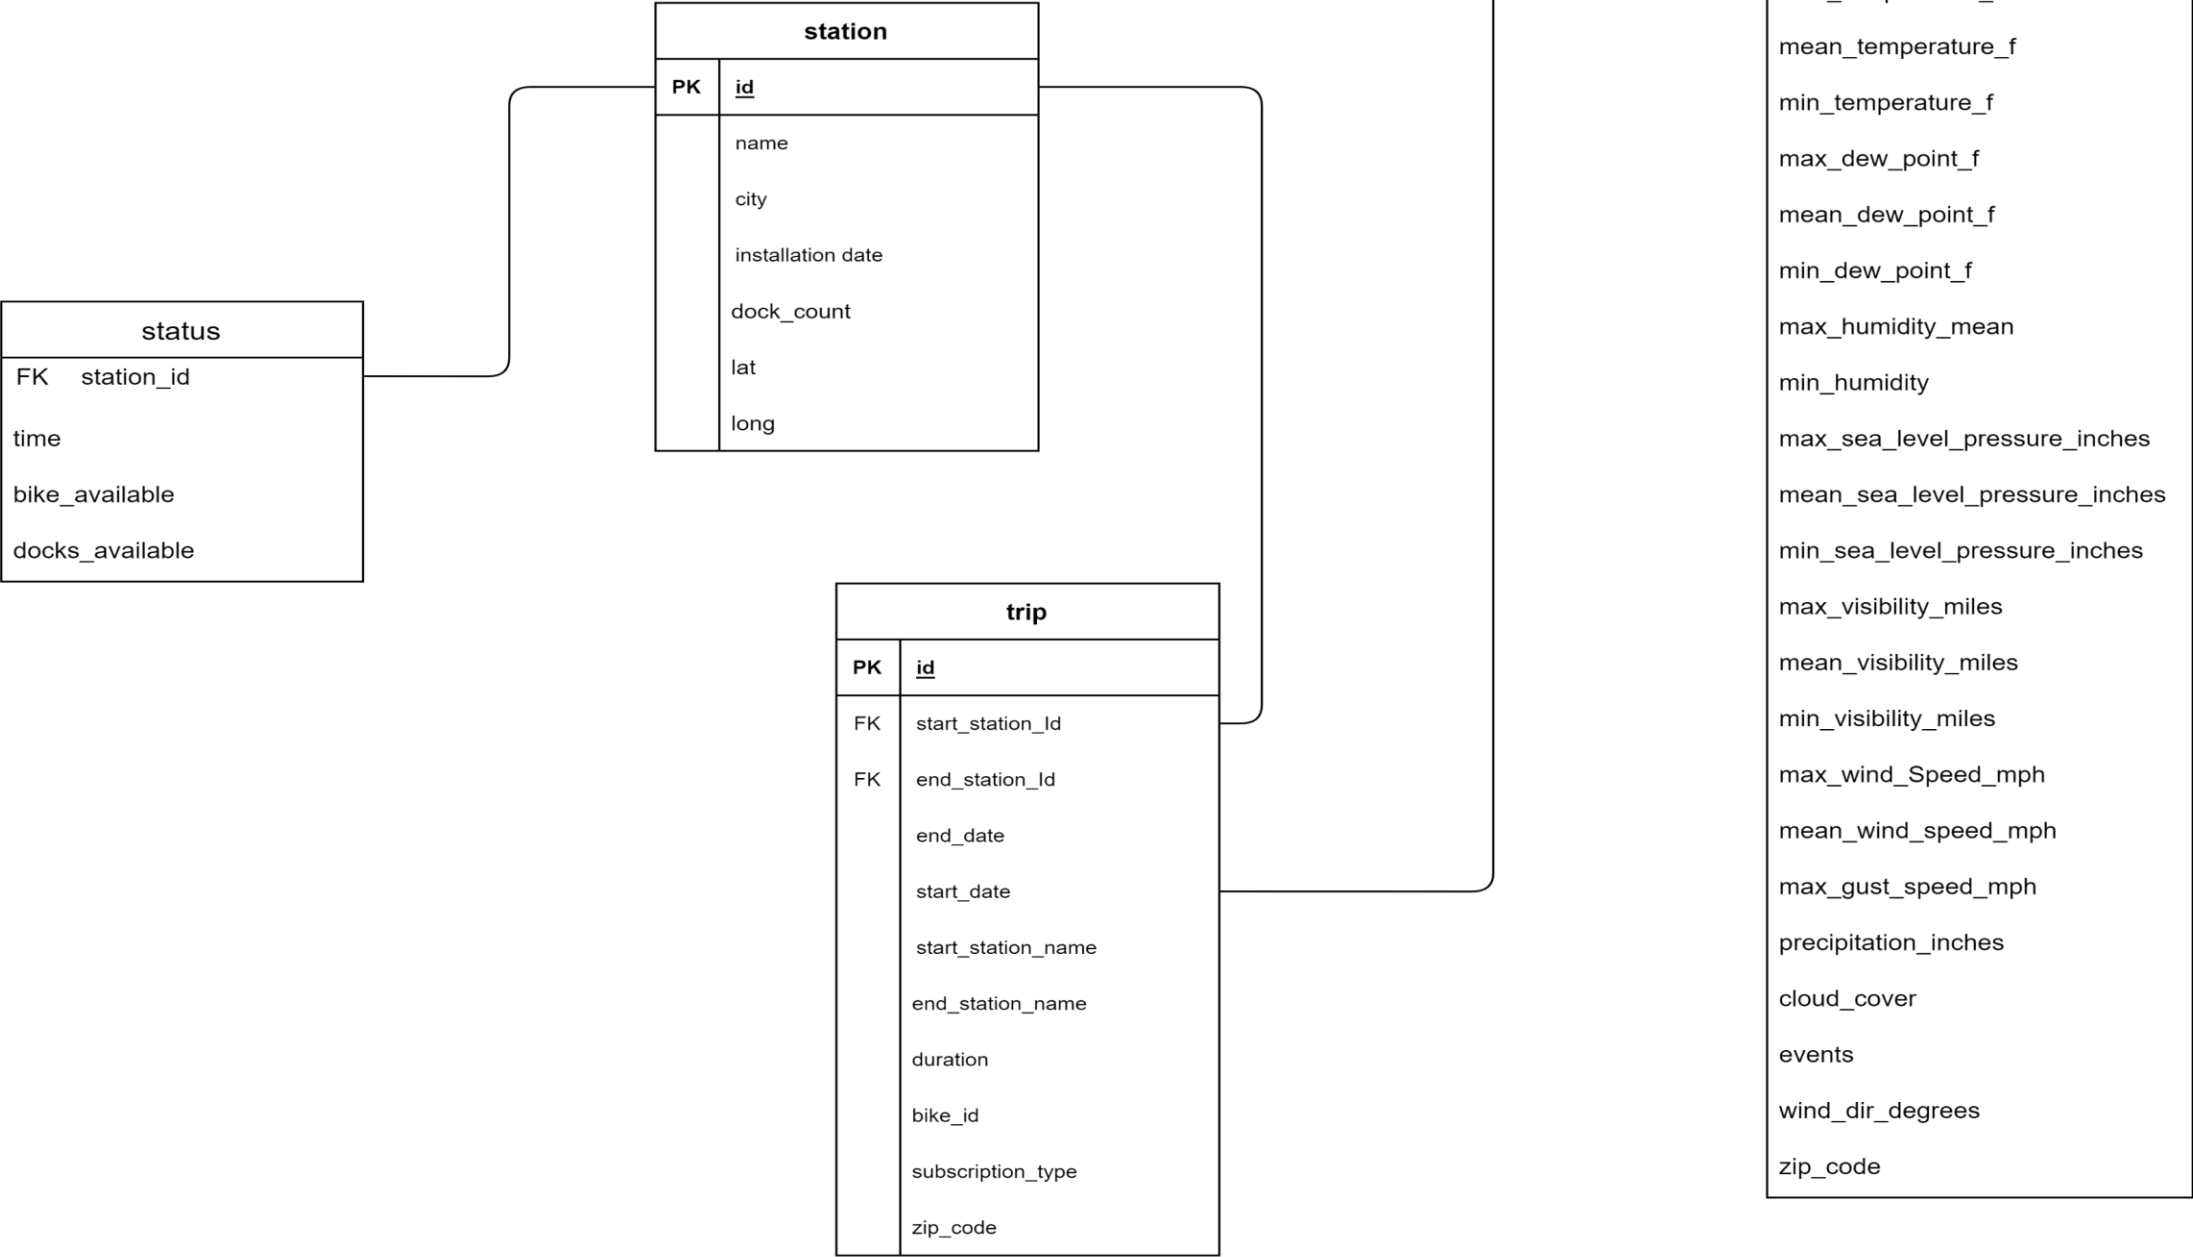 station
PK id
name
city
installation date
dock_count
lat
long
status
FK station_id
time
bike_available
docks_available
trip
PK id
FK start_station_Id
FK end_station_Id
end_date
start_date
start_station_name
end_station_name
duration
bike_id
subscription_type
zip_code
mean_temperature_f
min_temperature_f
max_dew_point_f
mean_dew_point_f
min_dew_point_f
max_humidity_mean
min_humidity
max_sea_level_pressure_inches
mean_sea_level_pressure_inches
min_sea_level_pressure_inches
max_visibility_miles
mean_visibility_miles
min_visibility_miles
max_wind_Speed_mph
mean_wind_speed_mph
max_gust_speed_mph
precipitation_inches
cloud_cover
events
wind_dir_degrees
zip_code